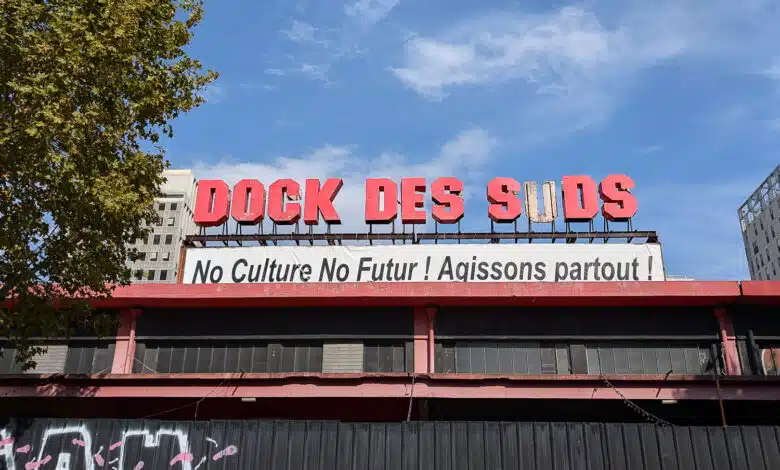 DOCK DES SUDS
No Culture No Futur ! Agissons partout !